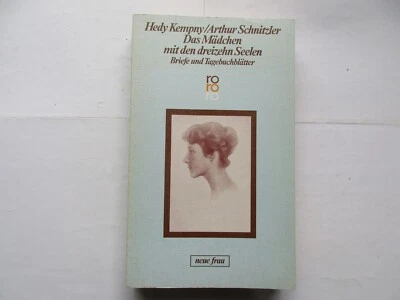 Hedy Kempny/Arthur Schnitzler
Das Mädchen
mit den dreizehn Seelen
Briefe und Tagebuchblätter
ro
ro
ro
neue frau